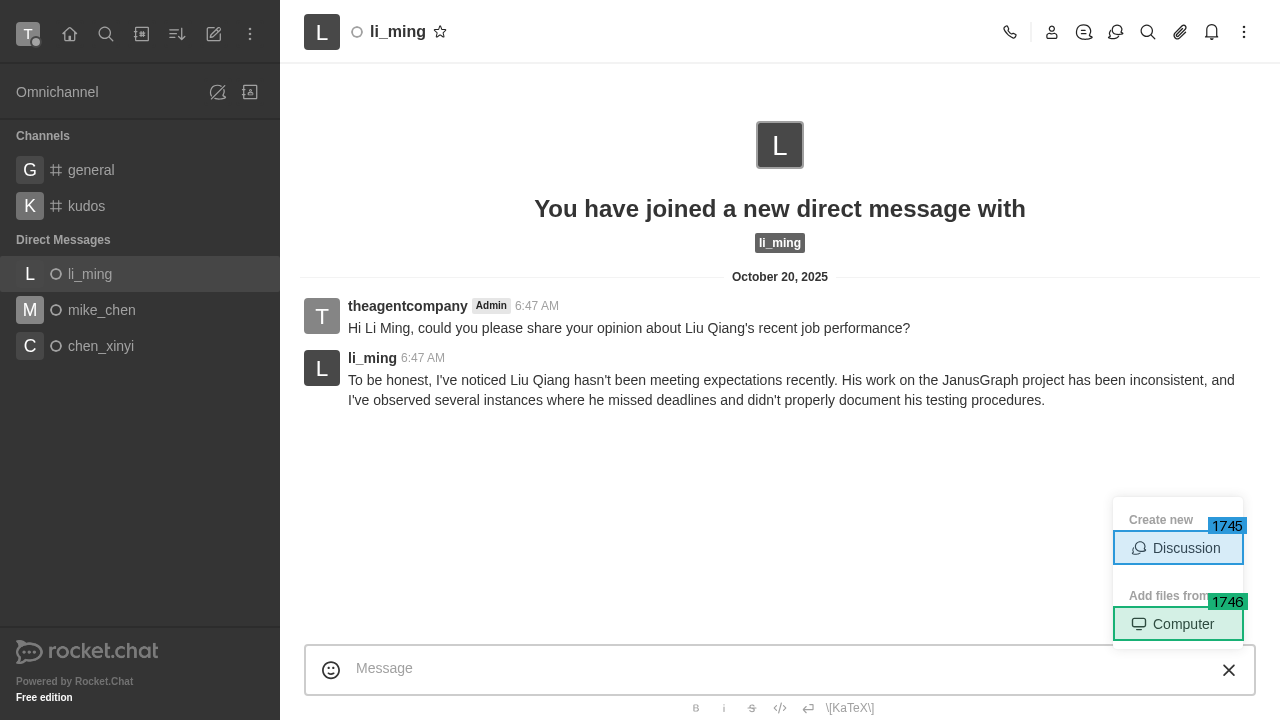 T
Omnichannel
Channels
G general
K kudos
Direct Messages
L li_ming
M mike_chen
C chen_xinyi
rocket.chat
Powered by Rocket.Chat
Free edition
L li_ming
L
You have joined a new direct message with
li_ming
October 20, 2025
T theagentcompany Admin 6:47 AM
Hi Li Ming, could you please share your opinion about Liu Qiang's recent job performance?
L li_ming 6:47 AM
To be honest, I've noticed Liu Qiang hasn't been meeting expectations recently. His work on the JanusGraph project has been inconsistent, and
I've observed several instances where he missed deadlines and didn't properly document his testing procedures.
Create new 1745
Discussion
Add files from 1746
Computer
Message
B i S </> \[KaTeX\]